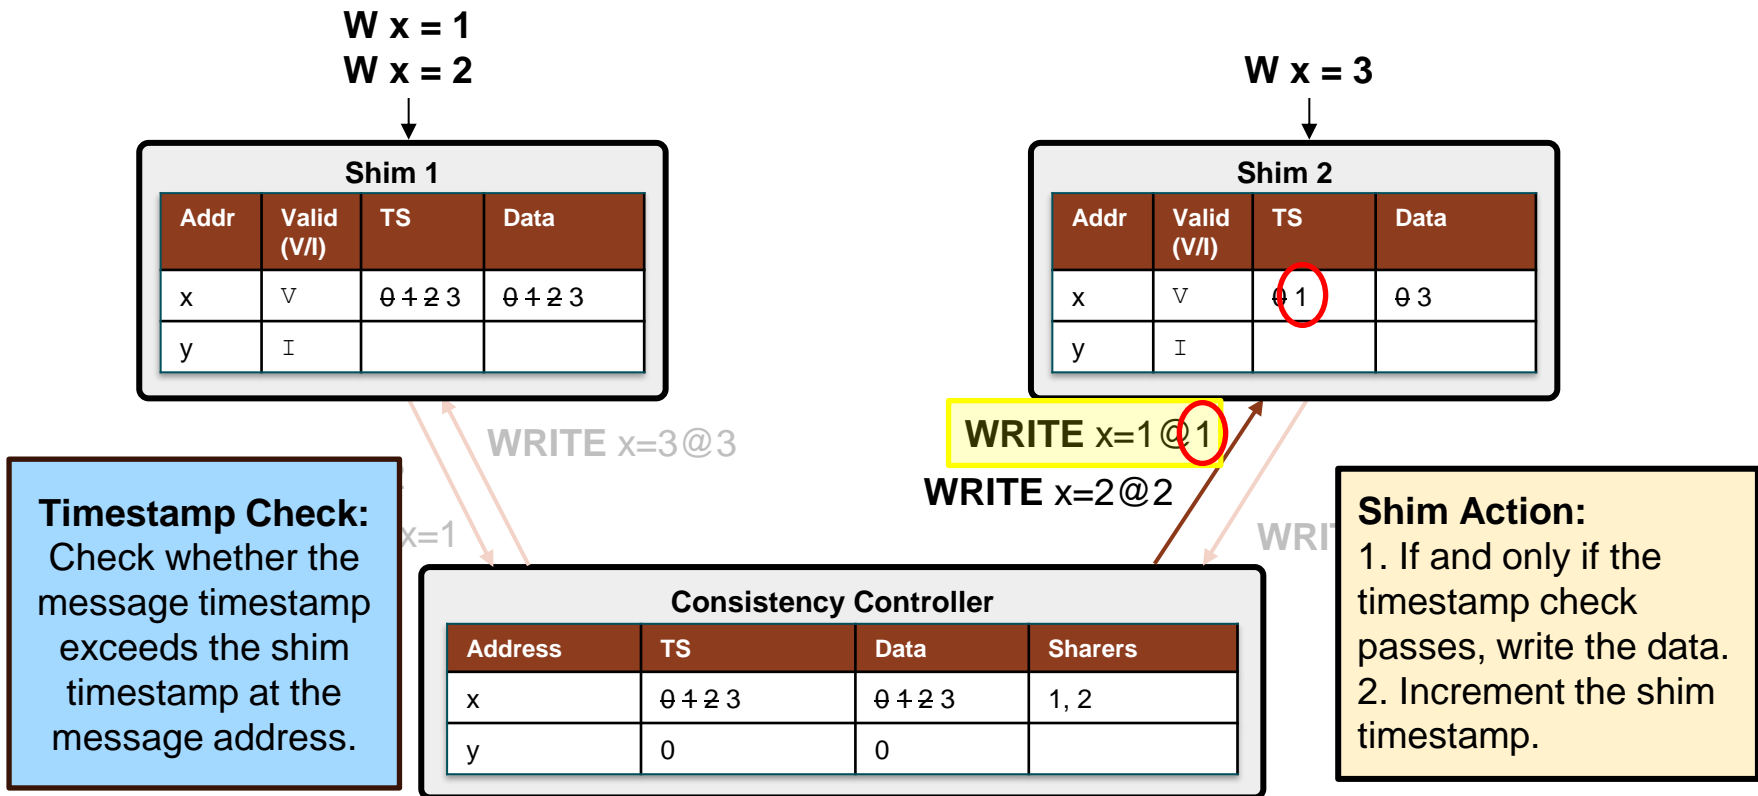 W x = 1
W x = 2
W x = 3
Shim 1
Addr Valid (V/I) TS Data
x V 0 1 2 3 0 1 2 3
y I
Shim 2
Addr Valid (V/I) TS Data
x V 0 1 0 3
y I
WRITE x=3@3
x=1
WRITE x=1@1
WRITE x=2@2
Timestamp Check:
Check whether the
message timestamp
exceeds the shim
timestamp at the
message address.
Shim Action:
1. If and only if the
timestamp check
passes, write the data.
2. Increment the shim
timestamp.
Consistency Controller
Address TS Data Sharers
x 0 1 2 3 0 1 2 3 1, 2
y 0 0